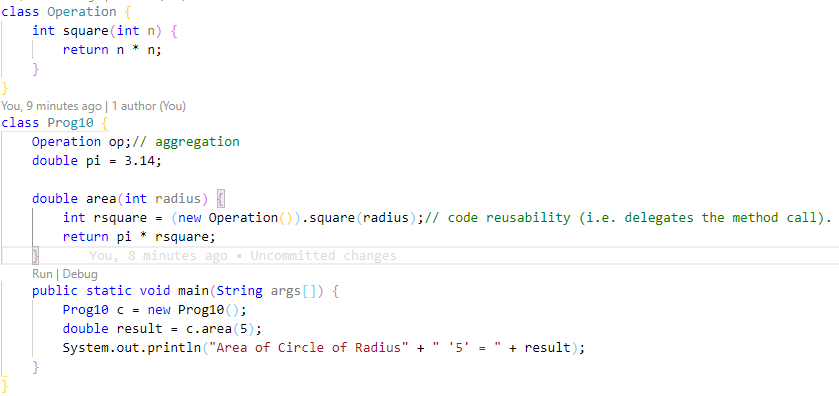 class Operation {
int square(int n) {
return n * n;
}
}
You, 9 minutes ago | 1 author (You)
class Prog10 {
Operation op;// aggregation
double pi = 3.14;
double area(int radius) {
int rsquare = (new Operation()).square(radius);// code reusability (i.e. delegates the method call).
return pi * rsquare;
} You, 8 minutes ago • Uncommitted changes
Run | Debug
public static void main(String args[]) {
Prog10 c = new Prog10();
double result = c.area(5);
System.out.println("Area of Circle of Radius" + " '5' = " + result);
}
}